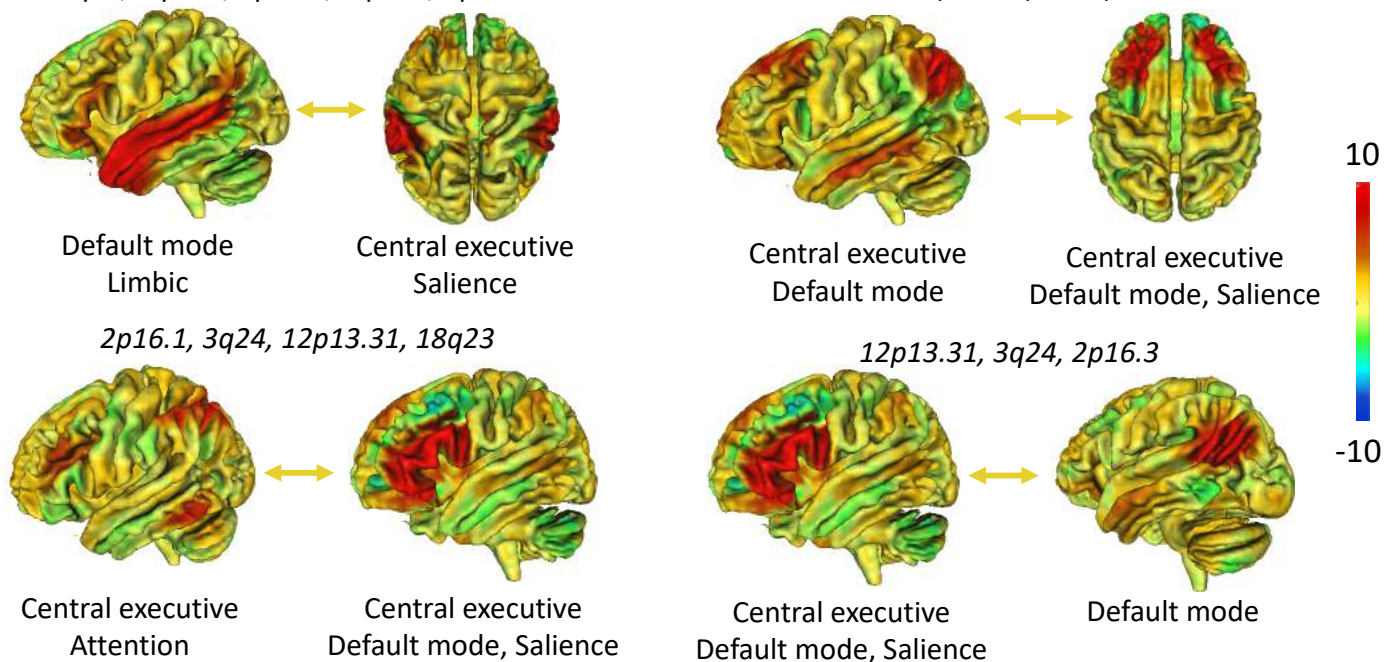 Default mode
Limbic
Central executive
Salience
Central executive
Default mode
Central executive
Default mode, Salience
10
-10
2p16.1, 3q24, 12p13.31, 18q23
12p13.31, 3q24, 2p16.3
Central executive
Attention
Central executive
Default mode, Salience
Central executive
Default mode, Salience
Default mode